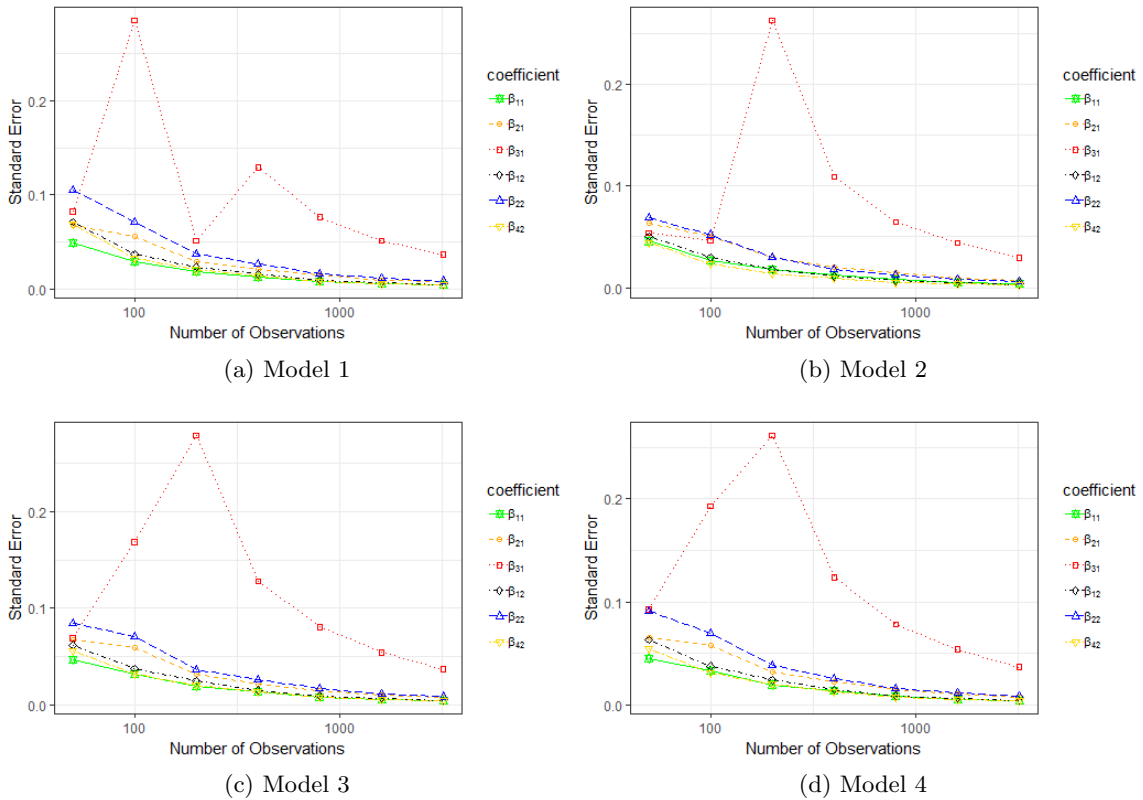 Standard Error
0.2
0.1
0.0
100
1000
Number of Observations
coefficient
β11
β21
β31
β12
β22
β42
(a) Model 1
Standard Error
0.2
0.1
0.0
100
1000
Number of Observations
coefficient
β11
β21
β31
β12
β22
β42
(b) Model 2
Standard Error
0.2
0.1
0.0
100
1000
Number of Observations
coefficient
β11
β21
β31
β12
β22
β42
(c) Model 3
Standard Error
0.2
0.1
0.0
100
1000
Number of Observations
coefficient
β11
β21
β31
β12
β22
β42
(d) Model 4